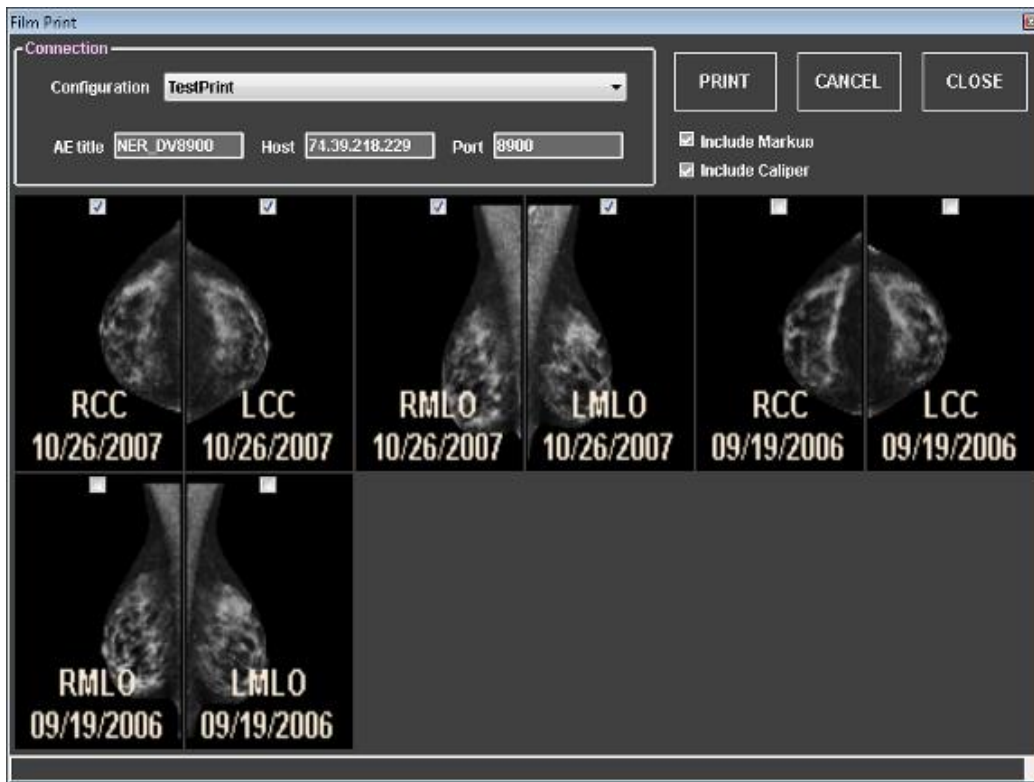 Film Print
Connection
Configuration TestPrint
AE title NER_DV8900 Host 74.39.218.229 Port 8900
PRINT CANCEL CLOSE
Include Markup
Include Caliper
RCC LCC RMLO LMLO RCC LCC
10/26/2007 10/26/2007 10/26/2007 10/26/2007 09/19/2006 09/19/2006
RMLO LMLO
09/19/2006 09/19/2006